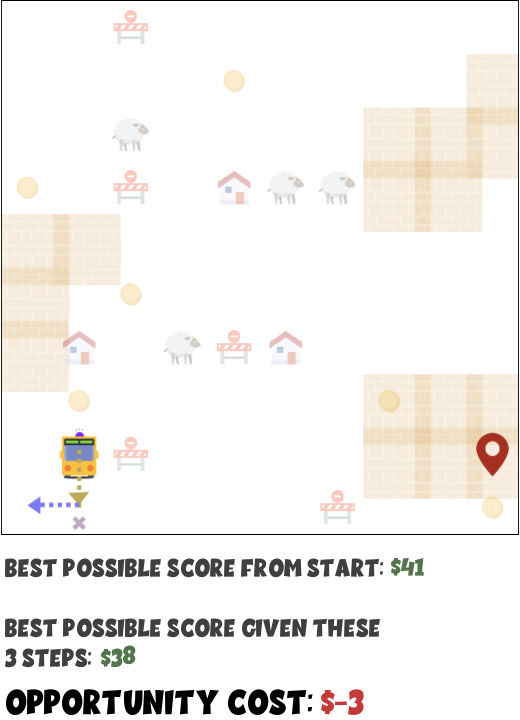 BEST POSSIBLE SCORE FROM START: $41
BEST POSSIBLE SCORE GIVEN THESE
3 STEPS: $38
OPPORTUNITY COST: $-3